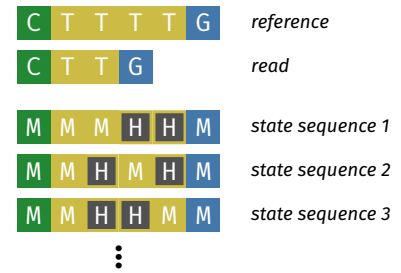 C T T T T G reference
C T T G read
M M M H H M state sequence 1
M M H M H M state sequence 2
M M H H M M state sequence 3
⋮